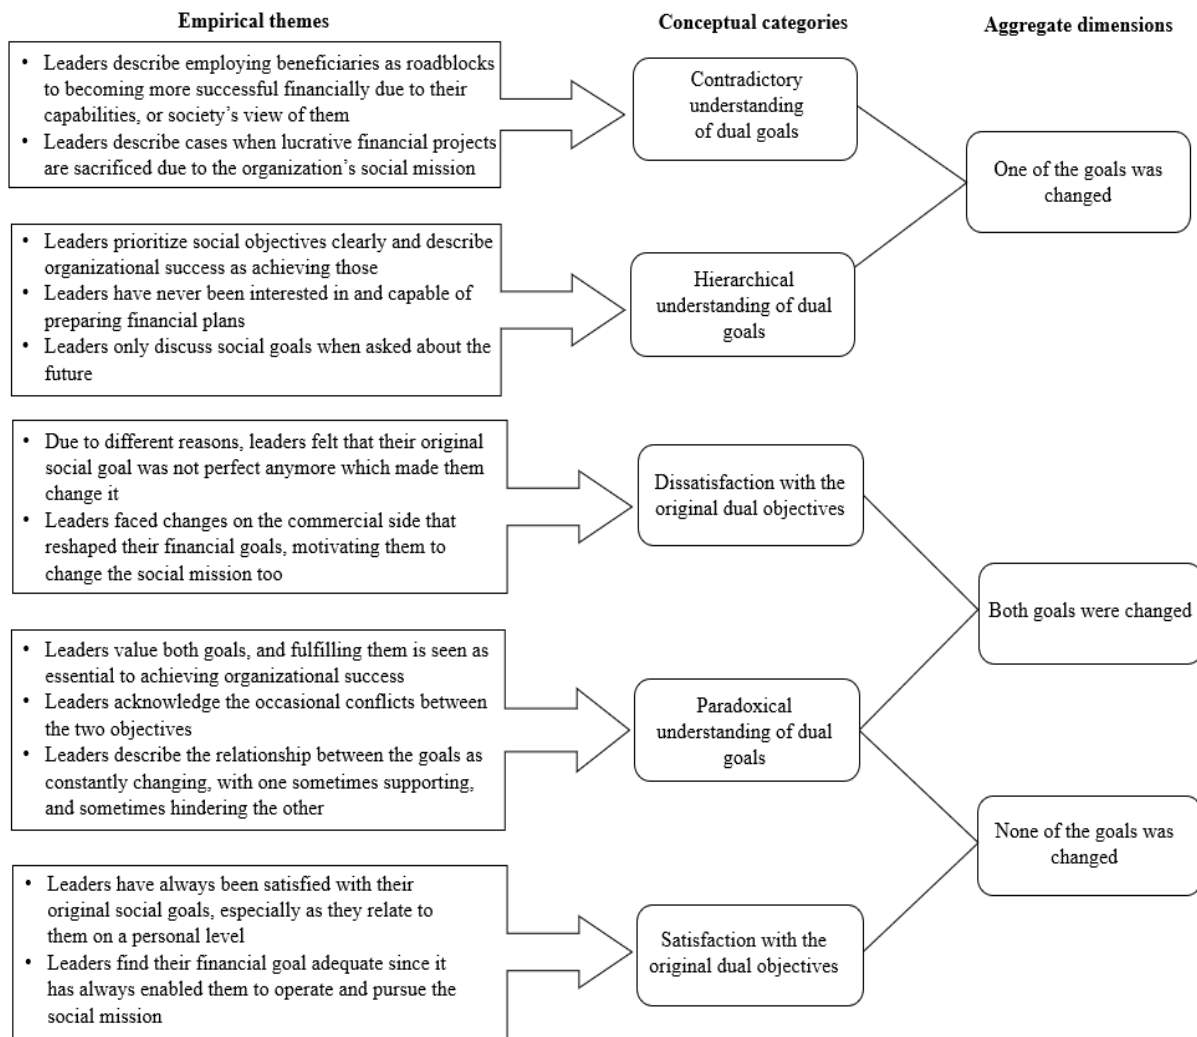 Empirical themes
Conceptual categories
Aggregate dimensions
• Leaders describe employing beneficiaries as roadblocks
to becoming more successful financially due to their
capabilities, or society’s view of them
• Leaders describe cases when lucrative financial projects
are sacrificed due to the organization’s social mission
Contradictory
understanding
of dual goals
One of the goals was
changed
• Leaders prioritize social objectives clearly and describe
organizational success as achieving those
• Leaders have never been interested in and capable of
preparing financial plans
• Leaders only discuss social goals when asked about the
future
Hierarchical
understanding of dual
goals
• Due to different reasons, leaders felt that their original
social goal was not perfect anymore which made them
change it
• Leaders faced changes on the commercial side that
reshaped their financial goals, motivating them to
change the social mission too
Dissatisfaction with the
original dual objectives
Both goals were changed
• Leaders value both goals, and fulfilling them is seen as
essential to achieving organizational success
• Leaders acknowledge the occasional conflicts between
the two objectives
• Leaders describe the relationship between the goals as
constantly changing, with one sometimes supporting,
and sometimes hindering the other
Paradoxical
understanding of dual
goals
None of the goals was
changed
• Leaders have always been satisfied with their
original social goals, especially as they relate to
them on a personal level
• Leaders find their financial goal adequate since it
has always enabled them to operate and pursue the
social mission
Satisfaction with the
original dual objectives